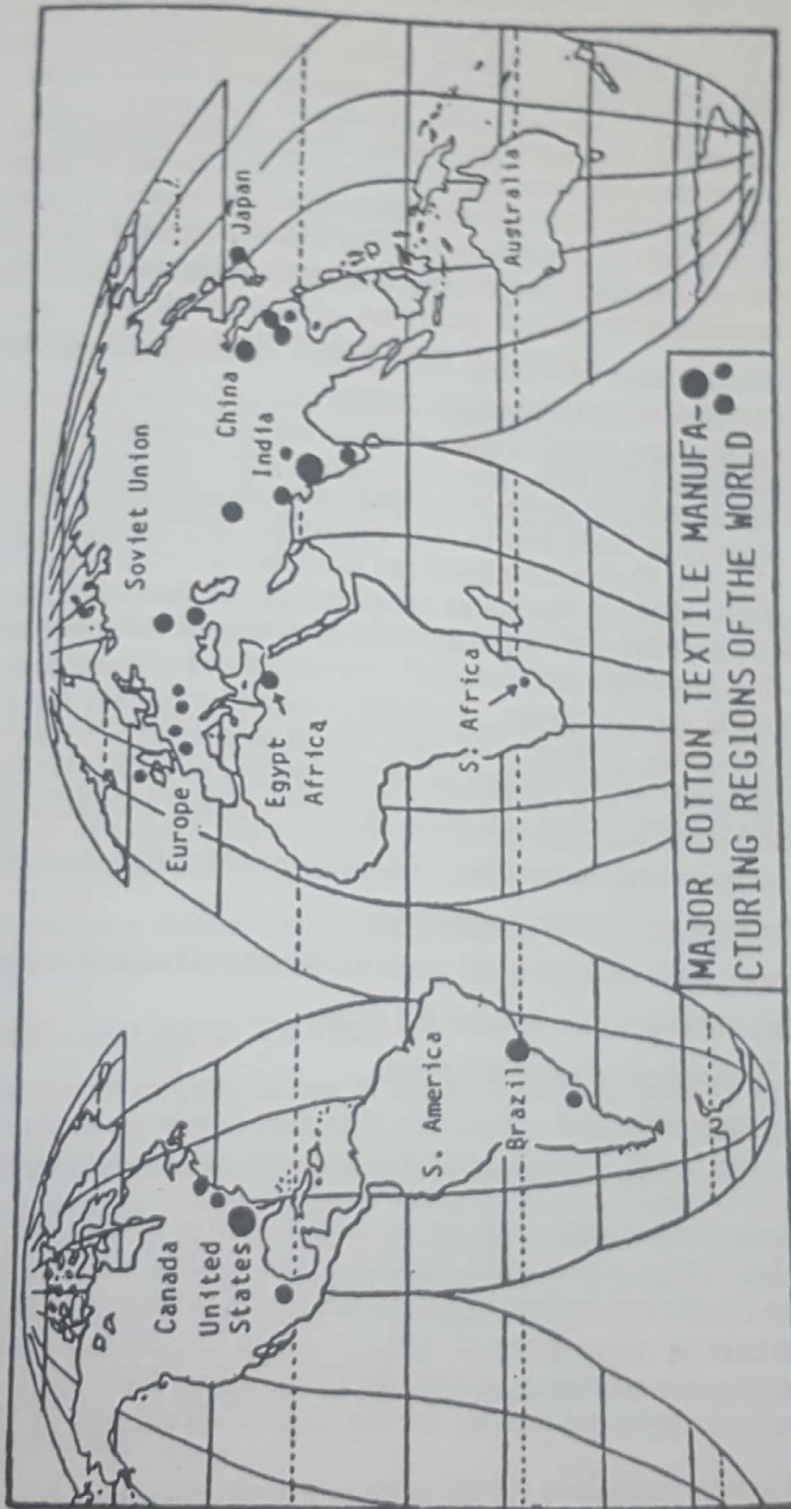 Soviet Union
Japan
China
India
Europe
Egypt
Africa
S. Africa
Australia
Canada
United
States
S. America
Brazil
MAJOR COTTON TEXTILE MANUFA-
CTURING REGIONS OF THE WORLD